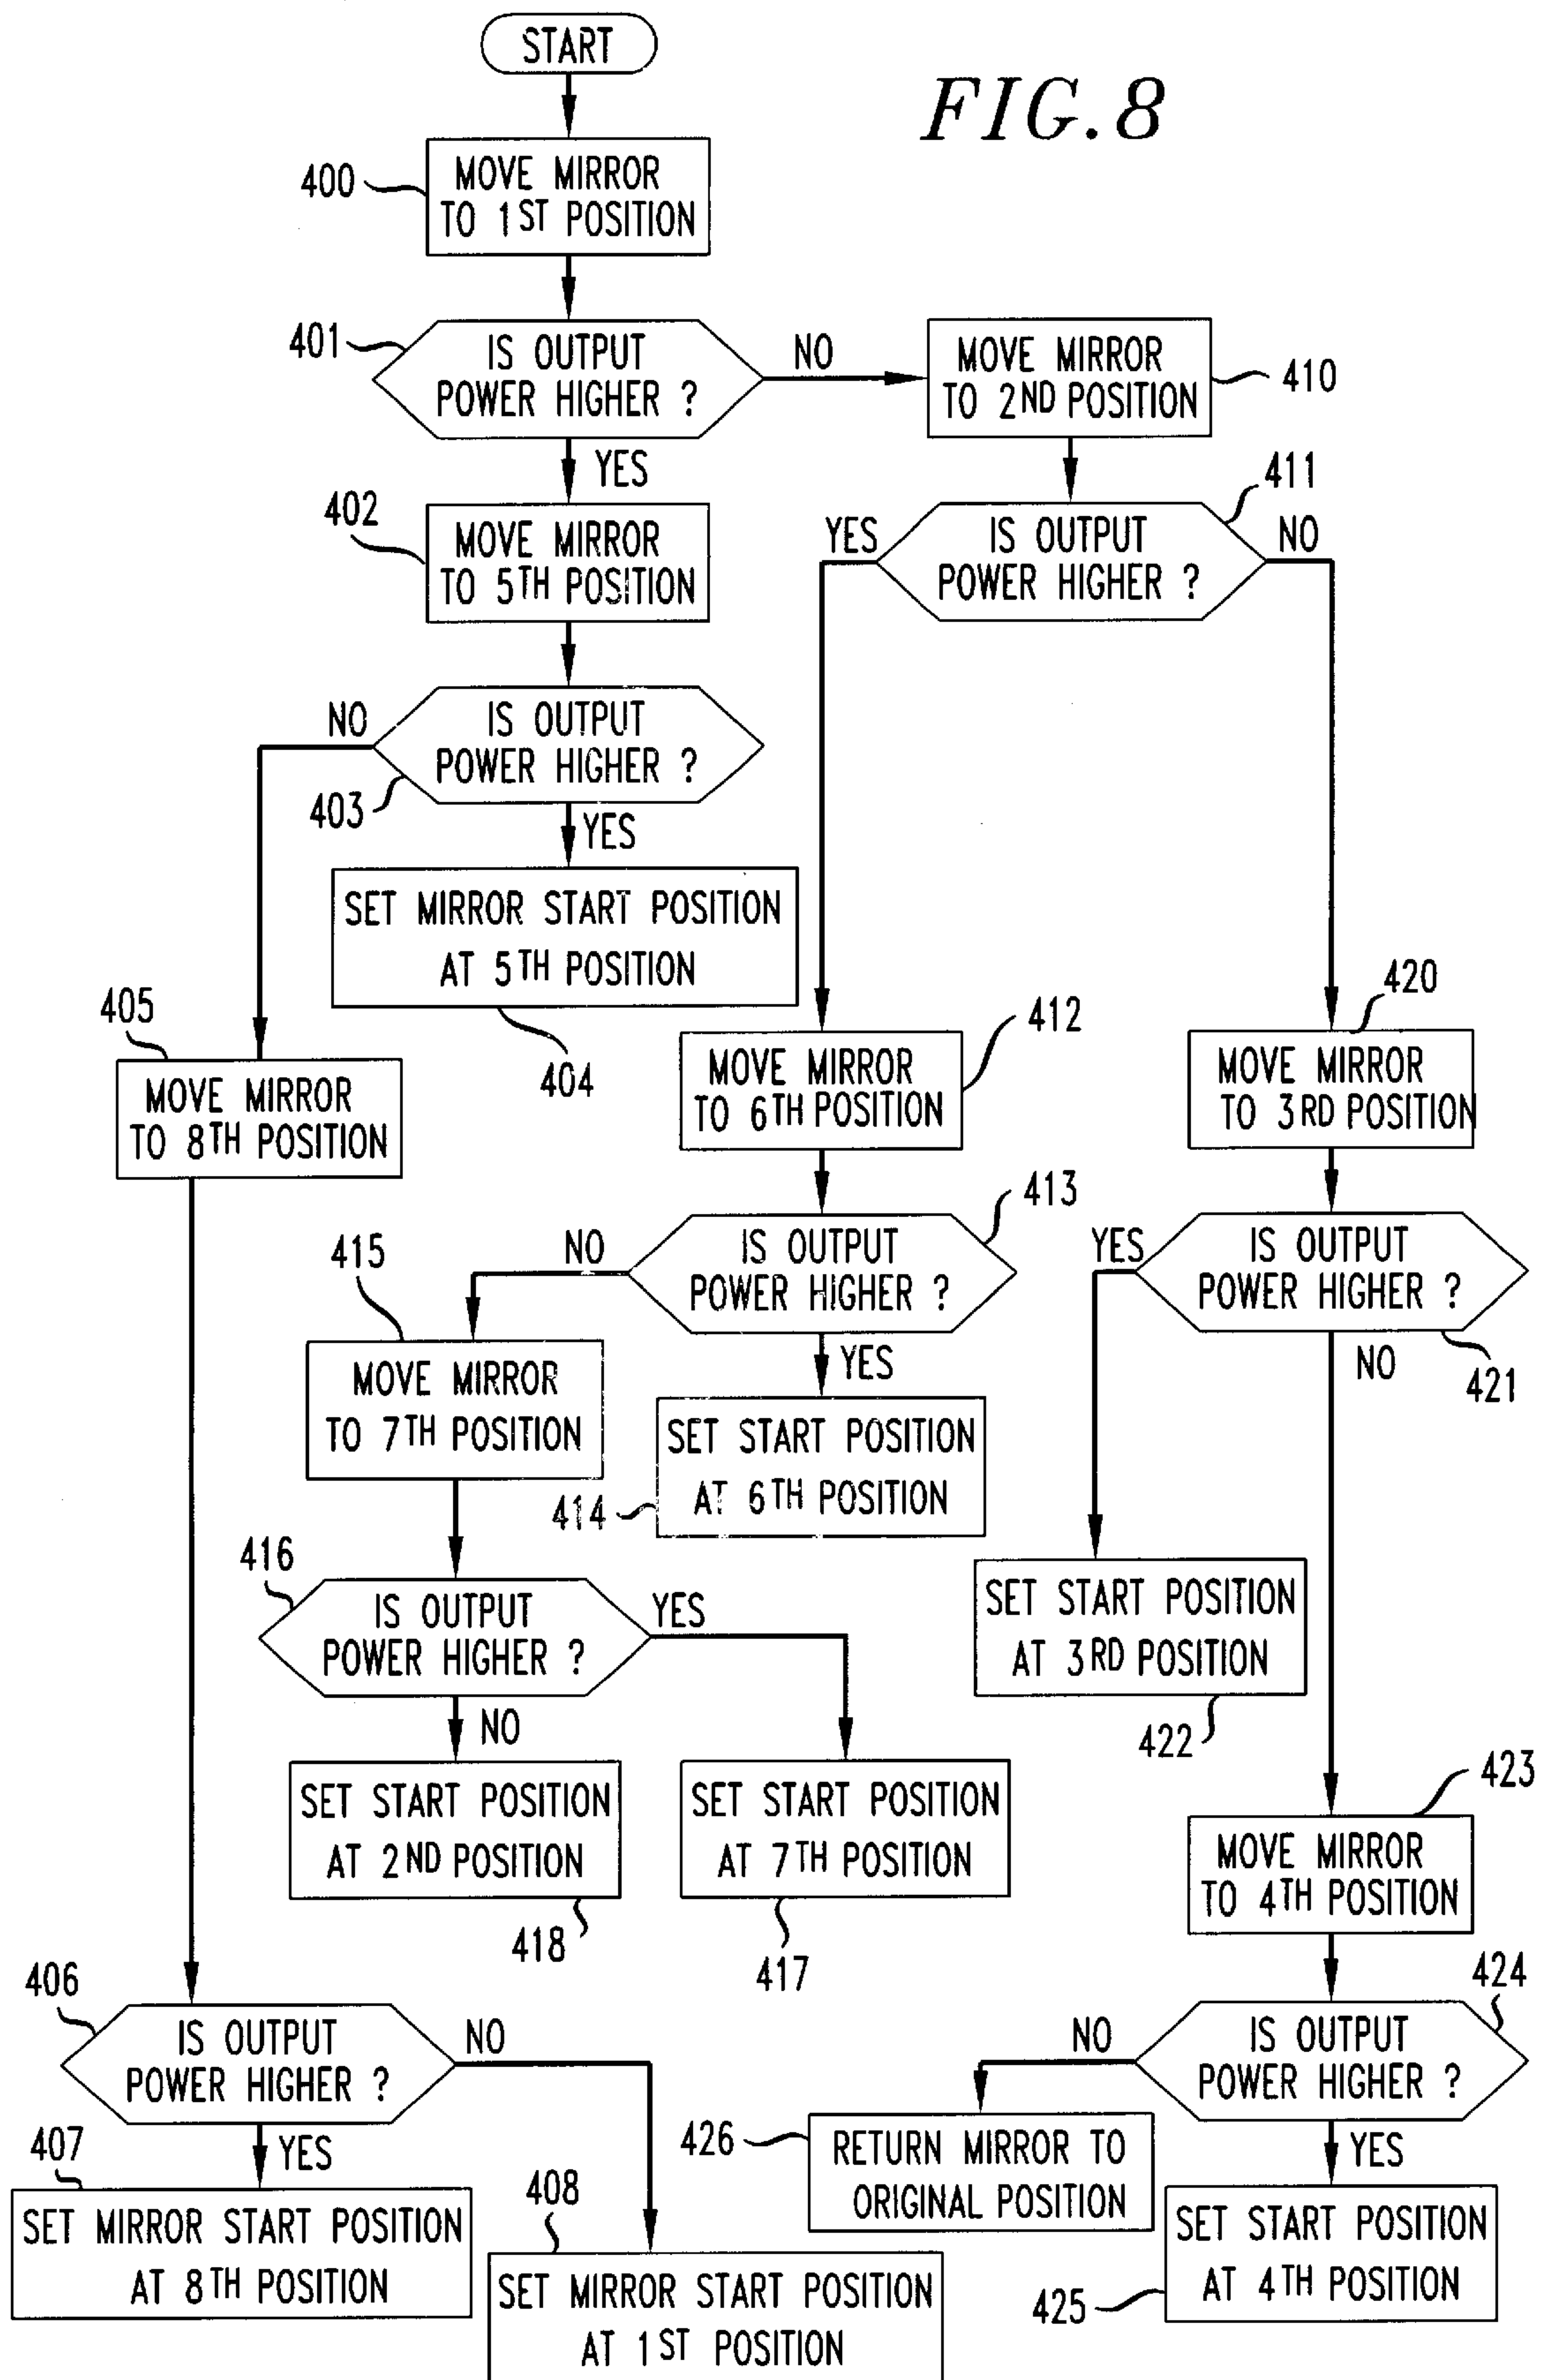 START
FIG. 8
400
MOVE MIRROR
TO 1ST POSITION
401
IS OUTPUT
POWER HIGHER ?
NO
MOVE MIRROR
TO 2ND POSITION
410
YES
402
MOVE MIRROR
TO 5TH POSITION
411
YES
IS OUTPUT
POWER HIGHER ?
NO
NO
IS OUTPUT
POWER HIGHER ?
403
YES
SET MIRROR START POSITION
AT 5TH POSITION
404
405
MOVE MIRROR
TO 8TH POSITION
412
MOVE MIRROR
TO 6TH POSITION
420
MOVE MIRROR
TO 3RD POSITION
413
NO
IS OUTPUT
POWER HIGHER ?
YES
IS OUTPUT
POWER HIGHER ?
421
NO
415
MOVE MIRROR
TO 7TH POSITION
YES
SET START POSITION
AT 6TH POSITION
414
416
IS OUTPUT
POWER HIGHER ?
YES
SET START POSITION
AT 3RD POSITION
422
NO
SET START POSITION
AT 2ND POSITION
418
SET START POSITION
AT 7TH POSITION
417
423
MOVE MIRROR
TO 4TH POSITION
406
IS OUTPUT
POWER HIGHER ?
NO
424
NO
IS OUTPUT
POWER HIGHER ?
407
YES
SET MIRROR START POSITION
AT 8TH POSITION
408
SET MIRROR START POSITION
AT 1ST POSITION
426
RETURN MIRROR TO
ORIGINAL POSITION
YES
SET START POSITION
AT 4TH POSITION
425